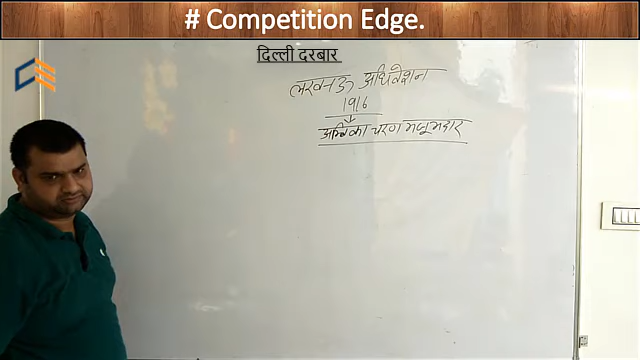 # Competition Edge.
दिल्ली दरबार
लखनऊ अधिवेशन
1916
अम्बिका चरण मजूमदार